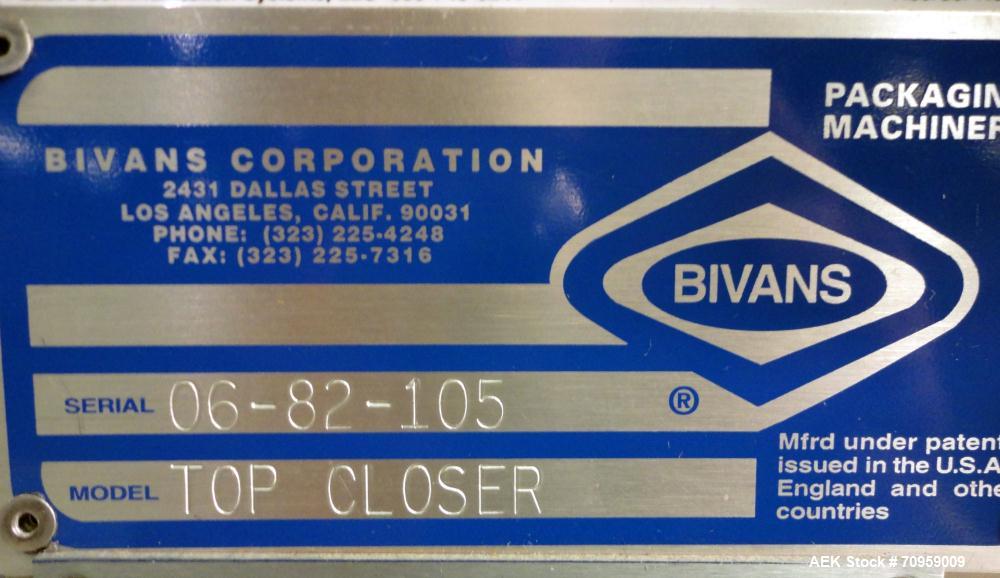 PACKAGIN
MACHINER
BIVANS CORPORATION
2431 DALLAS STREET
LOS ANGELES, CALIF. 90031
PHONE: (323) 225-4248
FAX: (323) 225-7316
BIVANS
SERIAL 06-82-105 ®
MODEL TOP CLOSER
Mfrd under patent
issued in the U.S.A
England and othe
countries
AEK Stock # 70959009